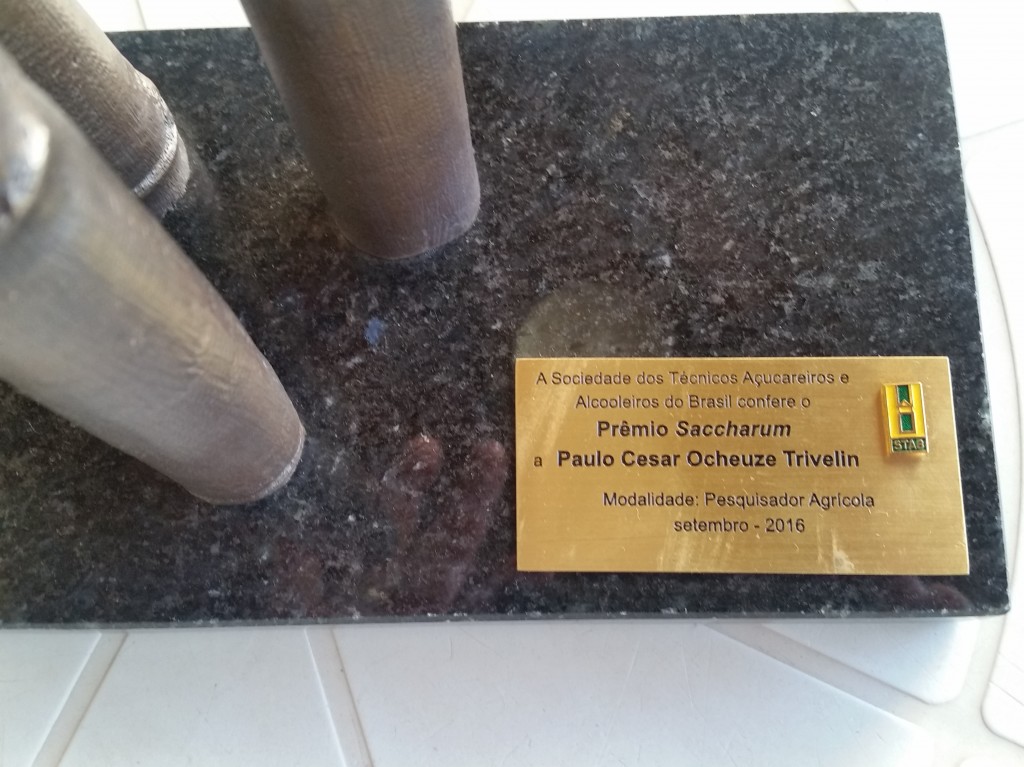 A Sociedade dos Técnicos Açucareiros e
Alcooleiros do Brasil confere o
Prêmio Saccharum
a Paulo Cesar Ocheuze Trivelin
Modalidade: Pesquisador Agrícola
setembro - 2016
STAB